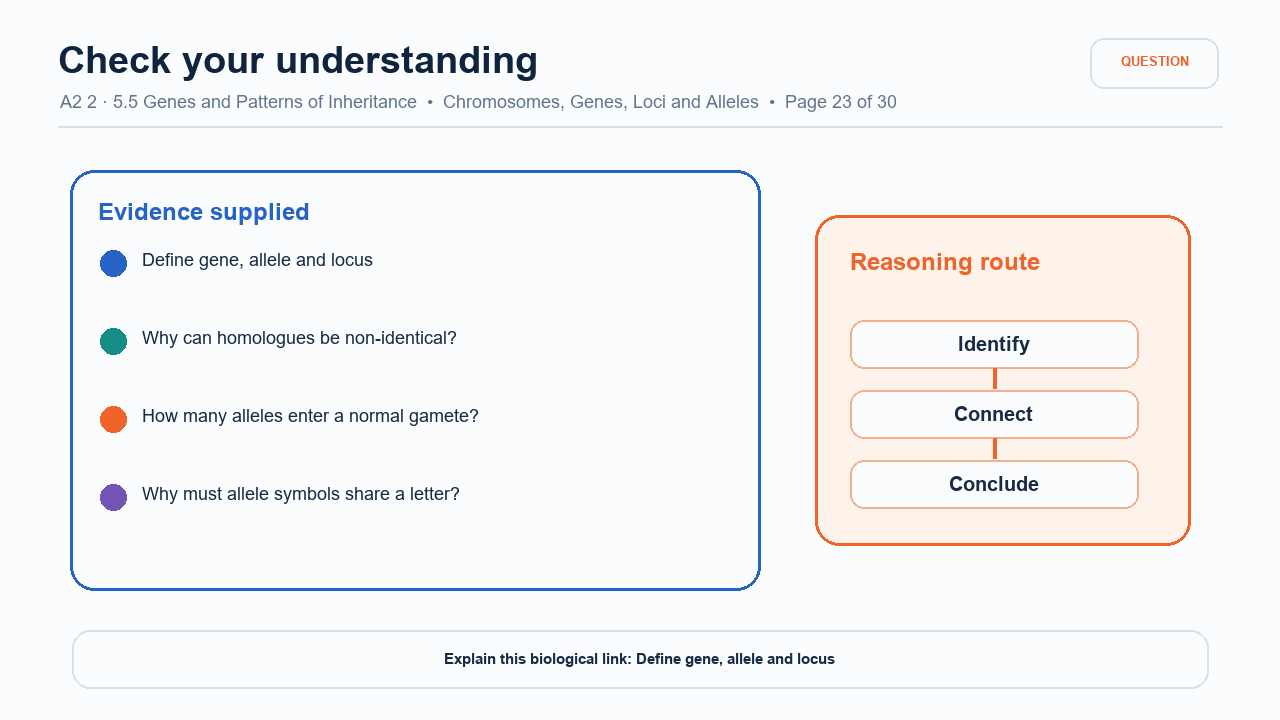 Check your understanding
QUESTION
A2 2 · 5.5 Genes and Patterns of Inheritance • Chromosomes, Genes, Loci and Alleles • Page 23 of 30
Evidence supplied
Define gene, allele and locus
Why can homologues be non-identical?
How many alleles enter a normal gamete?
Why must allele symbols share a letter?
Reasoning route
Identify
Connect
Conclude
Explain this biological link: Define gene, allele and locus